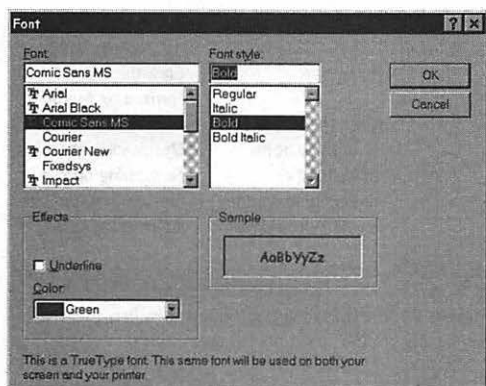 Font
? ×
Font:
Comic Sans MS
Arial
Arial Black
Comic Sans MS
Courier
Courier New
Fixedsys
Impact
Font style:
Bold
Regular
Italic
Bold
Bold Italic
OK
Cancel
Effects
Underline
Color:
Green
Sample
AaBbYyZz
This is a TrueType font. This same font will be used on both your
screen and your printer.